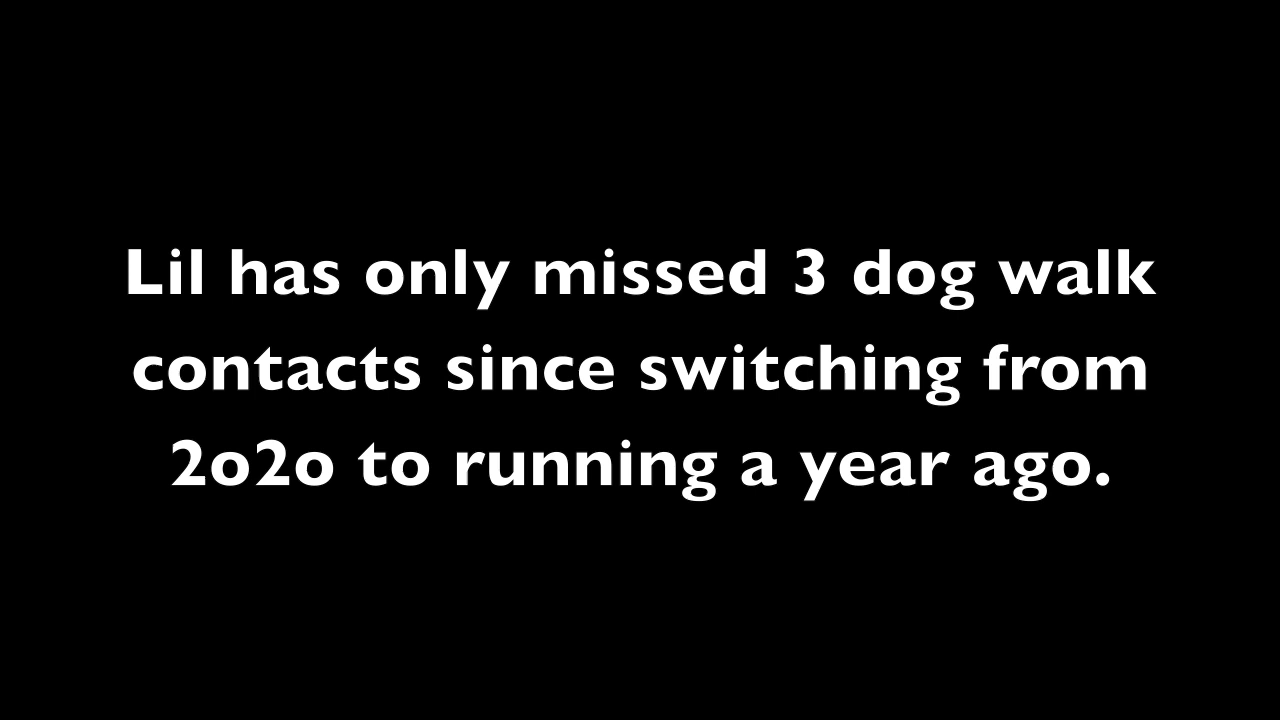 Lil has only missed 3 dog walk
contacts since switching from
2o2o to running a year ago.